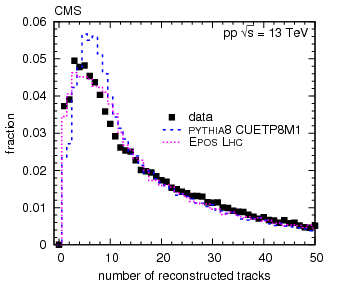 CMS
pp √s = 13 TeV
0.06
0.05
0.04
0.03
0.02
0.01
0
fraction
data
PYTHIA8 CUETP8M1
EPOS LHC
0 10 20 30 40 50
number of reconstructed tracks